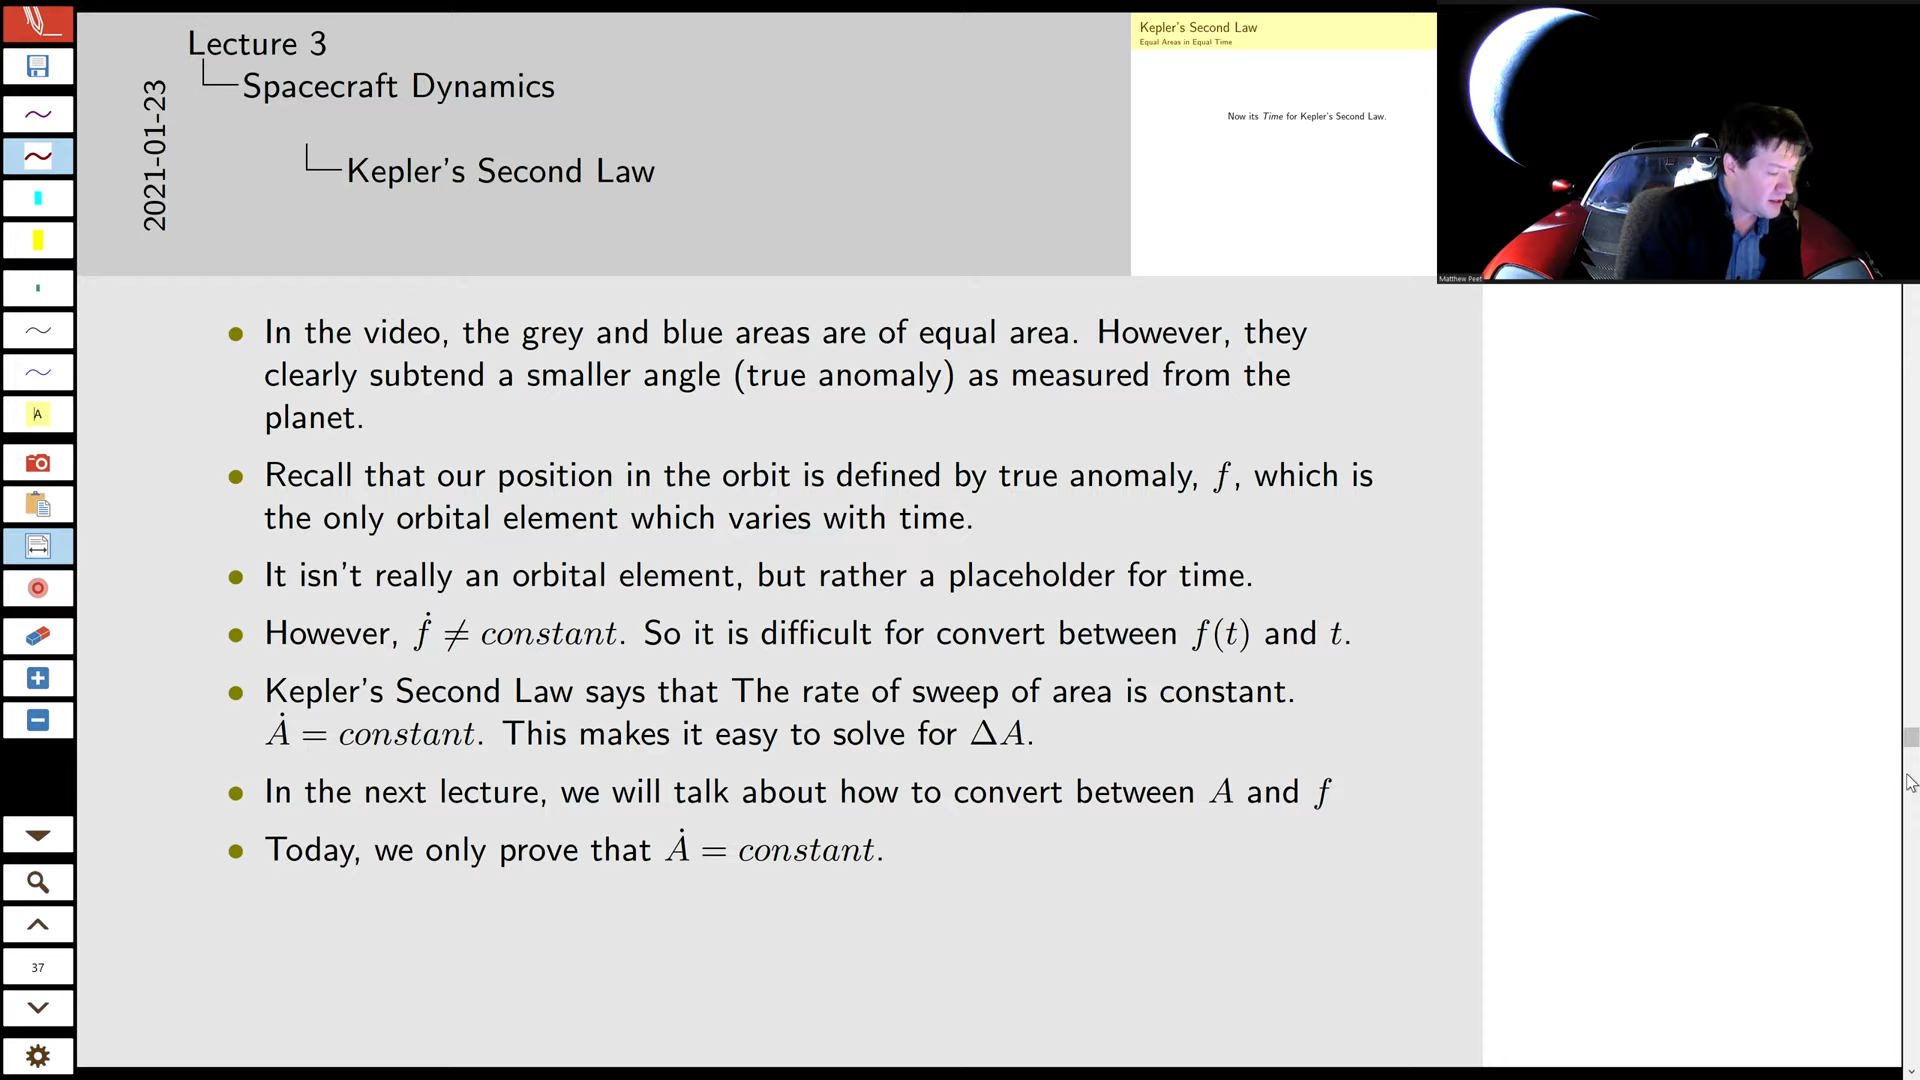 Lecture 3
Spacecraft Dynamics
Kepler's Second Law
2021-01-23
Kepler's Second Law
Equal Areas in Equal Time
Now its Time for Kepler's Second Law.
Matthew Peet
• In the video, the grey and blue areas are of equal area. However, they
clearly subtend a smaller angle (true anomaly) as measured from the
planet.
• Recall that our position in the orbit is defined by true anomaly, f, which is
the only orbital element which varies with time.
• It isn't really an orbital element, but rather a placeholder for time.
• However, ḟ ≠ constant. So it is difficult for convert between f(t) and t.
• Kepler's Second Law says that The rate of sweep of area is constant.
Ȧ = constant. This makes it easy to solve for ΔA.
• In the next lecture, we will talk about how to convert between A and f
• Today, we only prove that Ȧ = constant.
A
37